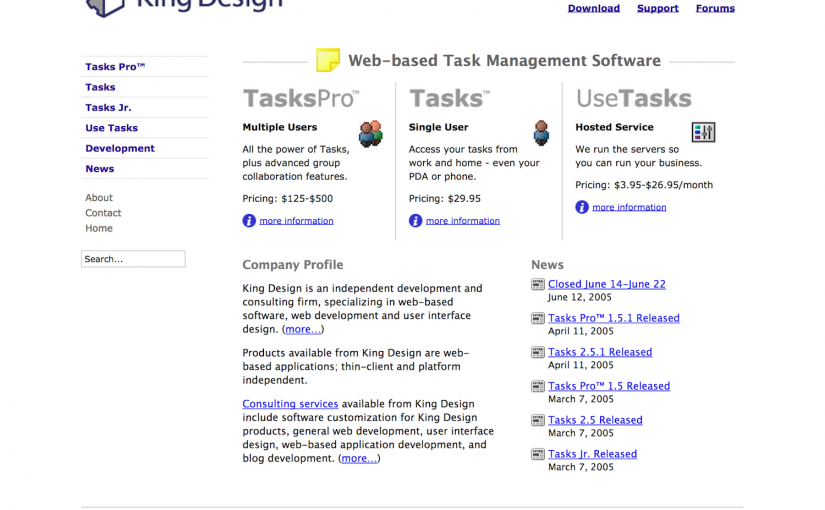 King Design
Download Support Forums
Tasks Pro™
Tasks
Tasks Jr.
Use Tasks
Development
News
About
Contact
Home
Search...
Web-based Task Management Software
TasksPro™
Multiple Users
All the power of Tasks,
plus advanced group
collaboration features.
Pricing: $125-$500
more information
Tasks™
Single User
Access your tasks from
work and home - even your
PDA or phone.
Pricing: $29.95
more information
UseTasks
Hosted Service
We run the servers so
you can run your business.
Pricing: $3.95-$26.95/month
more information
Company Profile
King Design is an independent development and
consulting firm, specializing in web-based
software, web development and user interface
design. (more...)
Products available from King Design are web-
based applications; thin-client and platform
independent.
Consulting services available from King Design
include software customization for King Design
products, general web development, user interface
design, web-based application development, and
blog development. (more...)
News
Closed June 14-June 22
June 12, 2005
Tasks Pro™ 1.5.1 Released
April 11, 2005
Tasks 2.5.1 Released
April 11, 2005
Tasks Pro™ 1.5 Released
March 7, 2005
Tasks 2.5 Released
March 7, 2005
Tasks Jr. Released
March 7, 2005